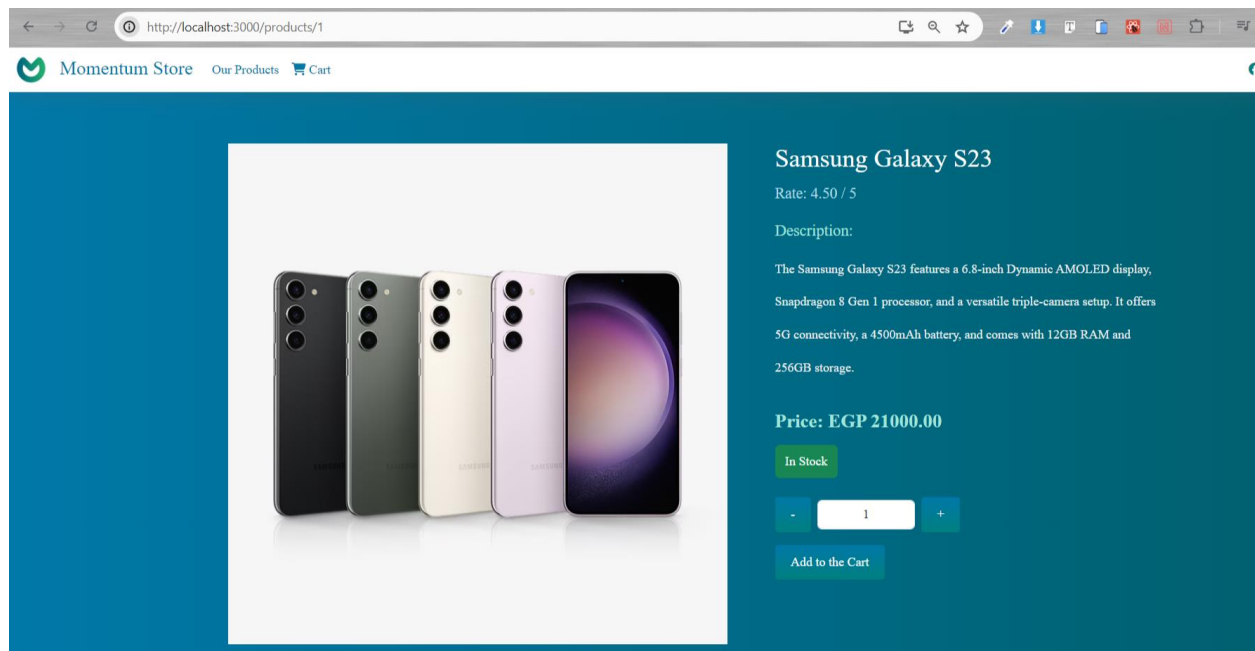 http://localhost:3000/products/1
Momentum Store Our Products Cart
Samsung Galaxy S23
Rate: 4.50 / 5
Description:
The Samsung Galaxy S23 features a 6.8-inch Dynamic AMOLED display,
Snapdragon 8 Gen 1 processor, and a versatile triple-camera setup. It offers
5G connectivity, a 4500mAh battery, and comes with 12GB RAM and
256GB storage.
Price: EGP 21000.00
In Stock
- 1 +
Add to the Cart